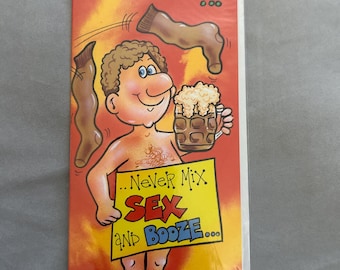 ...
..NEVER MIX
SEX
AND BOOZE...